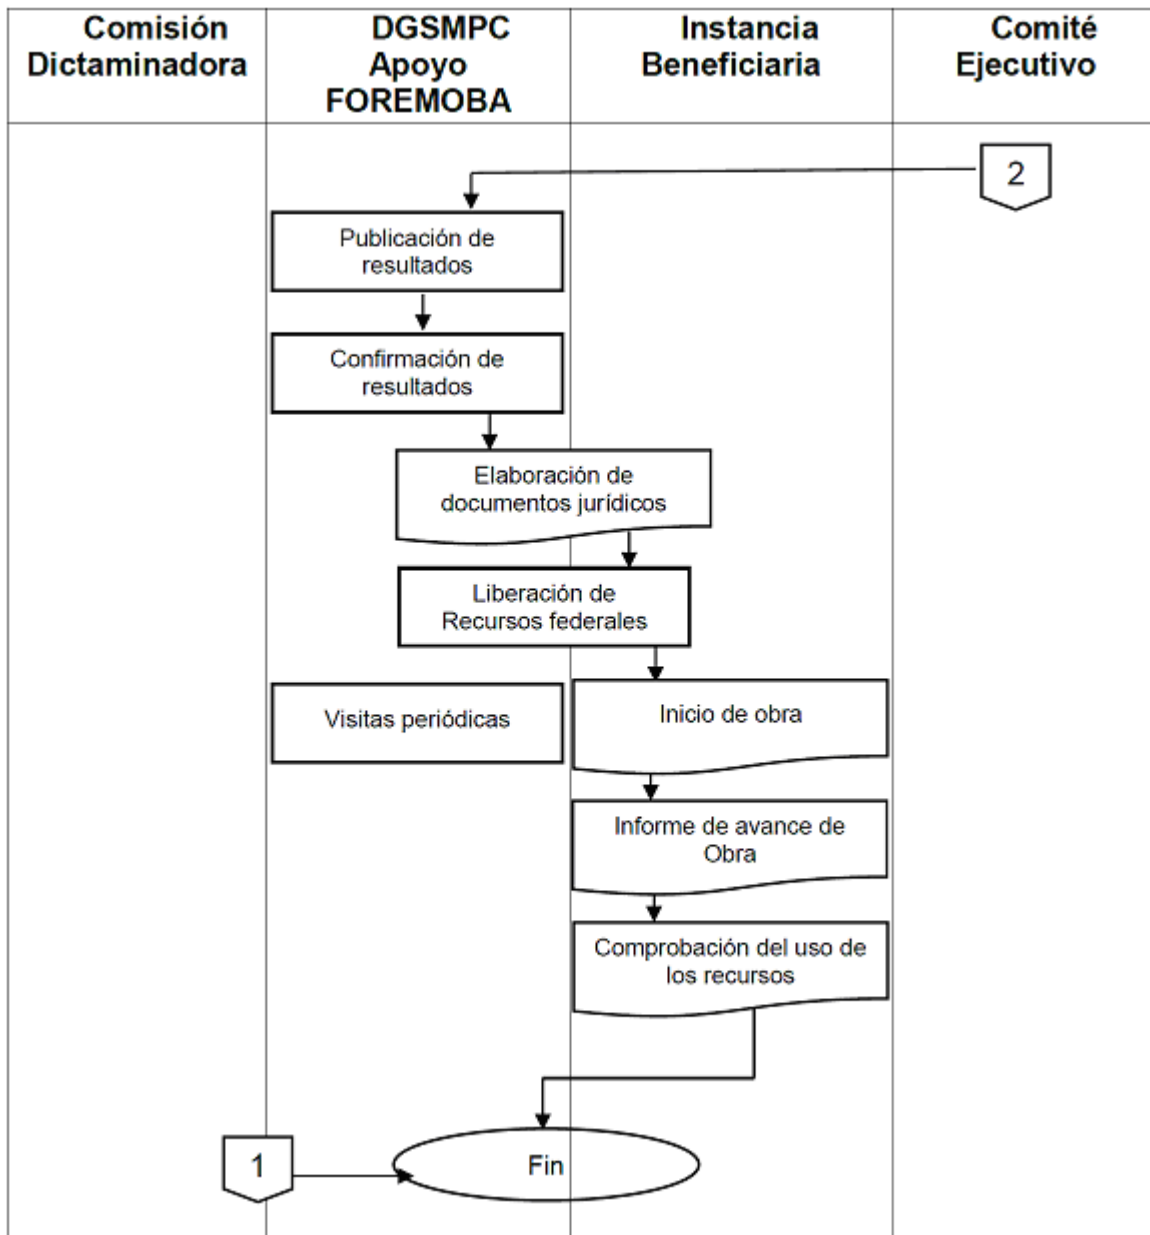 Comisión
Dictaminadora
DGSMPC
Apoyo
FOREMOBA
Instancia
Beneficiaria
Comité
Ejecutivo
2
Publicación de
resultados
Confirmación de
resultados
Elaboración de
documentos jurídicos
Liberación de
Recursos federales
Visitas periódicas
Inicio de obra
Informe de avance de
Obra
Comprobación del uso de
los recursos
1
Fin